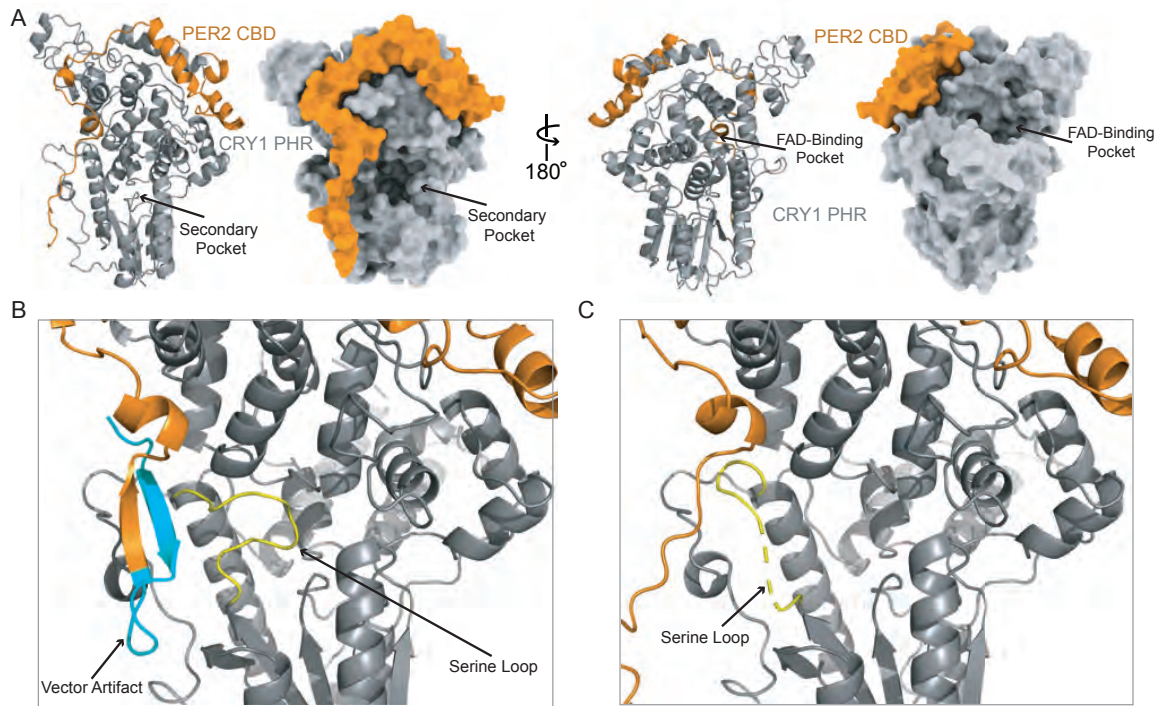 A
PER2 CBD
CRY1 PHR
Secondary
Pocket
Secondary
Pocket
180°
PER2 CBD
FAD-Binding
Pocket
CRY1 PHR
FAD-Binding
Pocket
B
Vector Artifact
Serine Loop
C
Serine Loop